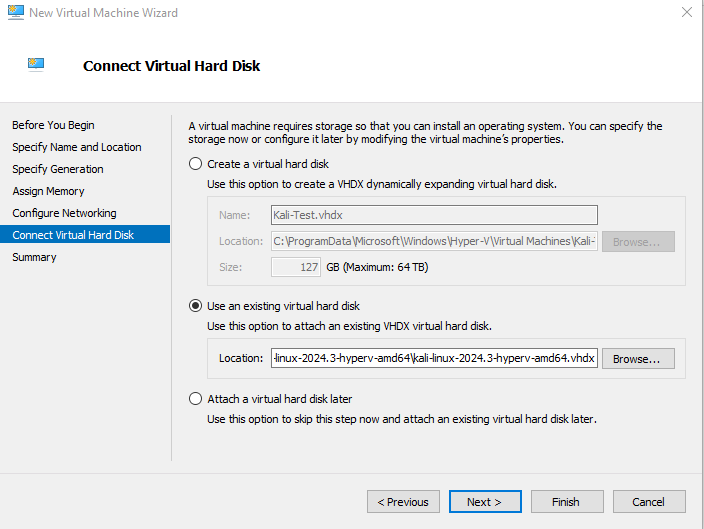 New Virtual Machine Wizard
Connect Virtual Hard Disk
Before You Begin
Specify Name and Location
Specify Generation
Assign Memory
Configure Networking
Connect Virtual Hard Disk
Summary
A virtual machine requires storage so that you can install an operating system. You can specify the
storage now or configure it later by modifying the virtual machine's properties.
Create a virtual hard disk
Use this option to create a VHDX dynamically expanding virtual hard disk.
Name: Kali-Test.vhdx
Location: C:\ProgramData\Microsoft\Windows\Hyper-V\Virtual Machines\Kali- Browse...
Size: 127 GB (Maximum: 64 TB)
Use an existing virtual hard disk
Use this option to attach an existing VHDX virtual hard disk.
Location: -linux-2024.3-hyperv-amd64\kali-linux-2024.3-hyperv-amd64.vhdx Browse...
Attach a virtual hard disk later
Use this option to skip this step now and attach an existing virtual hard disk later.
< Previous Next > Finish Cancel